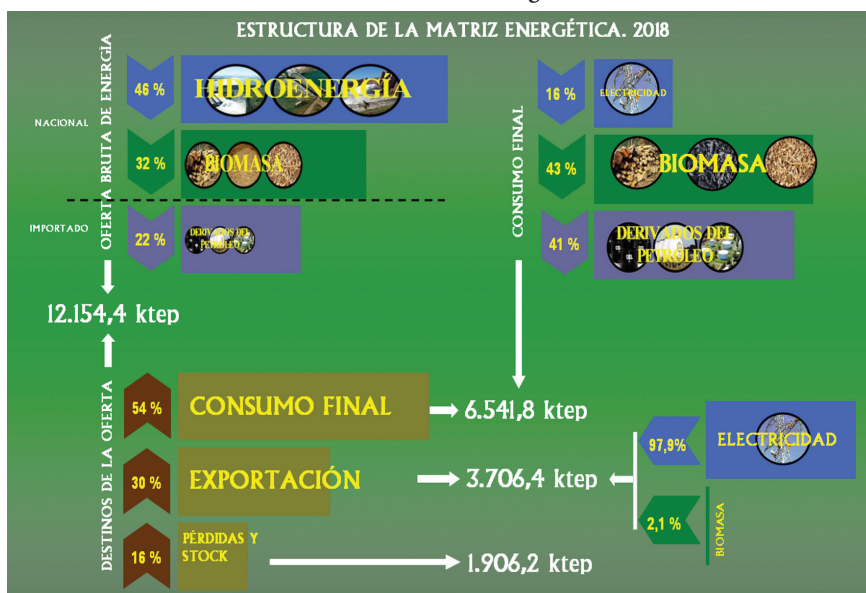 ESTRUCTURA DE LA MATRIZ ENERGÉTICA. 2018
OFERTA BRUTA DE ENERGÍA
NACIONAL
46 %
HIDROENERGÍA
32 %
BIOMASA
IMPORTADO
22 %
DERIVADOS DEL
PETRÓLEO
12.154,4 ktep
CONSUMO FINAL
16 %
ELECTRICIDAD
43 %
BIOMASA
41 %
DERIVADOS DEL
PETRÓLEO
DESTINOS DE LA OFERTA
54 %
CONSUMO FINAL
6.541,8 ktep
30 %
EXPORTACIÓN
3.706,4 ktep
97,9%
ELECTRICIDAD
2,1 %
BIOMASA
16 %
PÉRDIDAS Y
STOCK
1.906,2 ktep